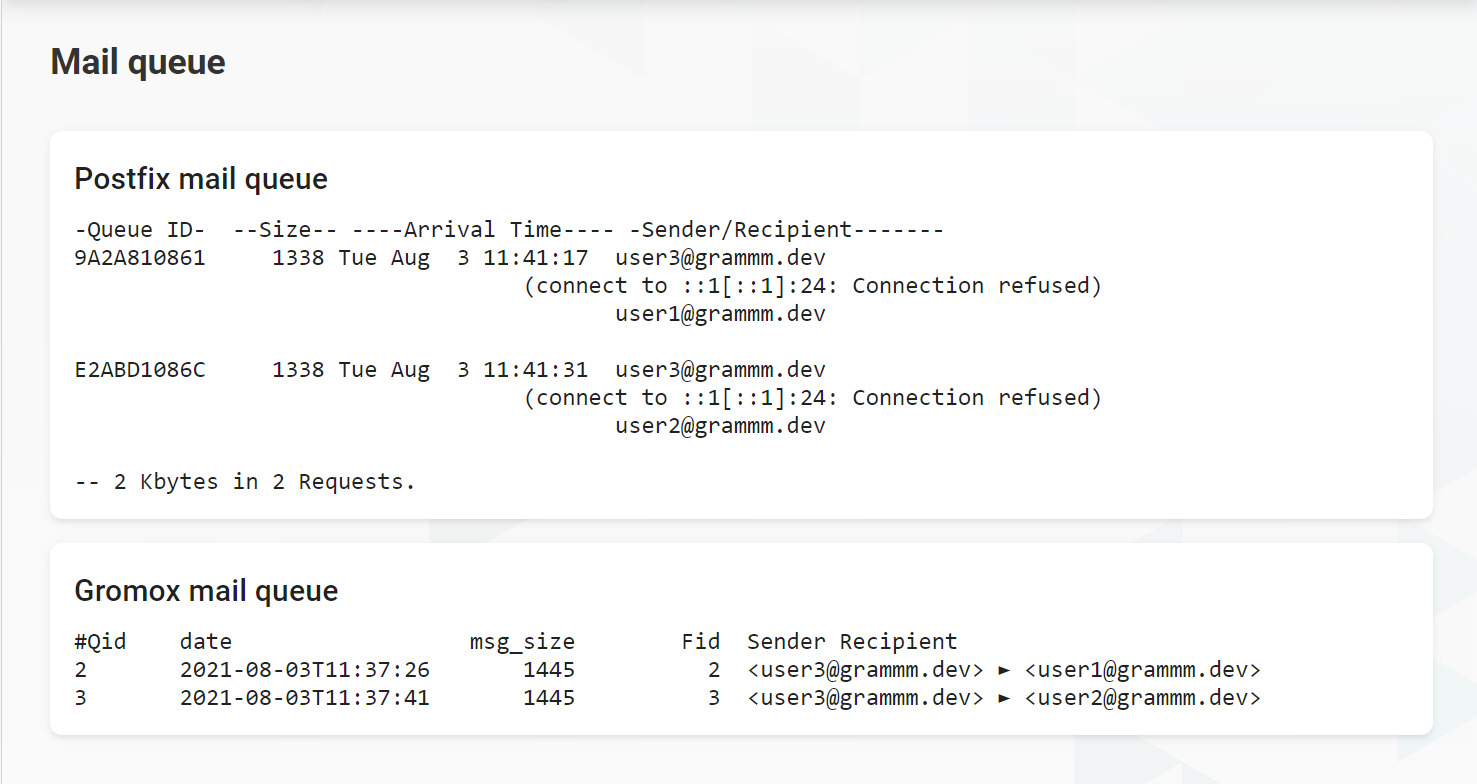 Mail queue
Postfix mail queue
-Queue ID-  --Size-- ----Arrival Time---- -Sender/Recipient-------
9A2A810861     1338 Tue Aug  3 11:41:17  user3@grammm.dev
(connect to ::1[::1]:24: Connection refused)
user1@grammm.dev
E2ABD1086C     1338 Tue Aug  3 11:41:31  user3@grammm.dev
(connect to ::1[::1]:24: Connection refused)
user2@grammm.dev
-- 2 Kbytes in 2 Requests.
Gromox mail queue
#Qid    date                  msg_size        Fid  Sender Recipient
2       2021-08-03T11:37:26       1445          2  <user3@grammm.dev> ► <user1@grammm.dev>
3       2021-08-03T11:37:41       1445          3  <user3@grammm.dev> ► <user2@grammm.dev>